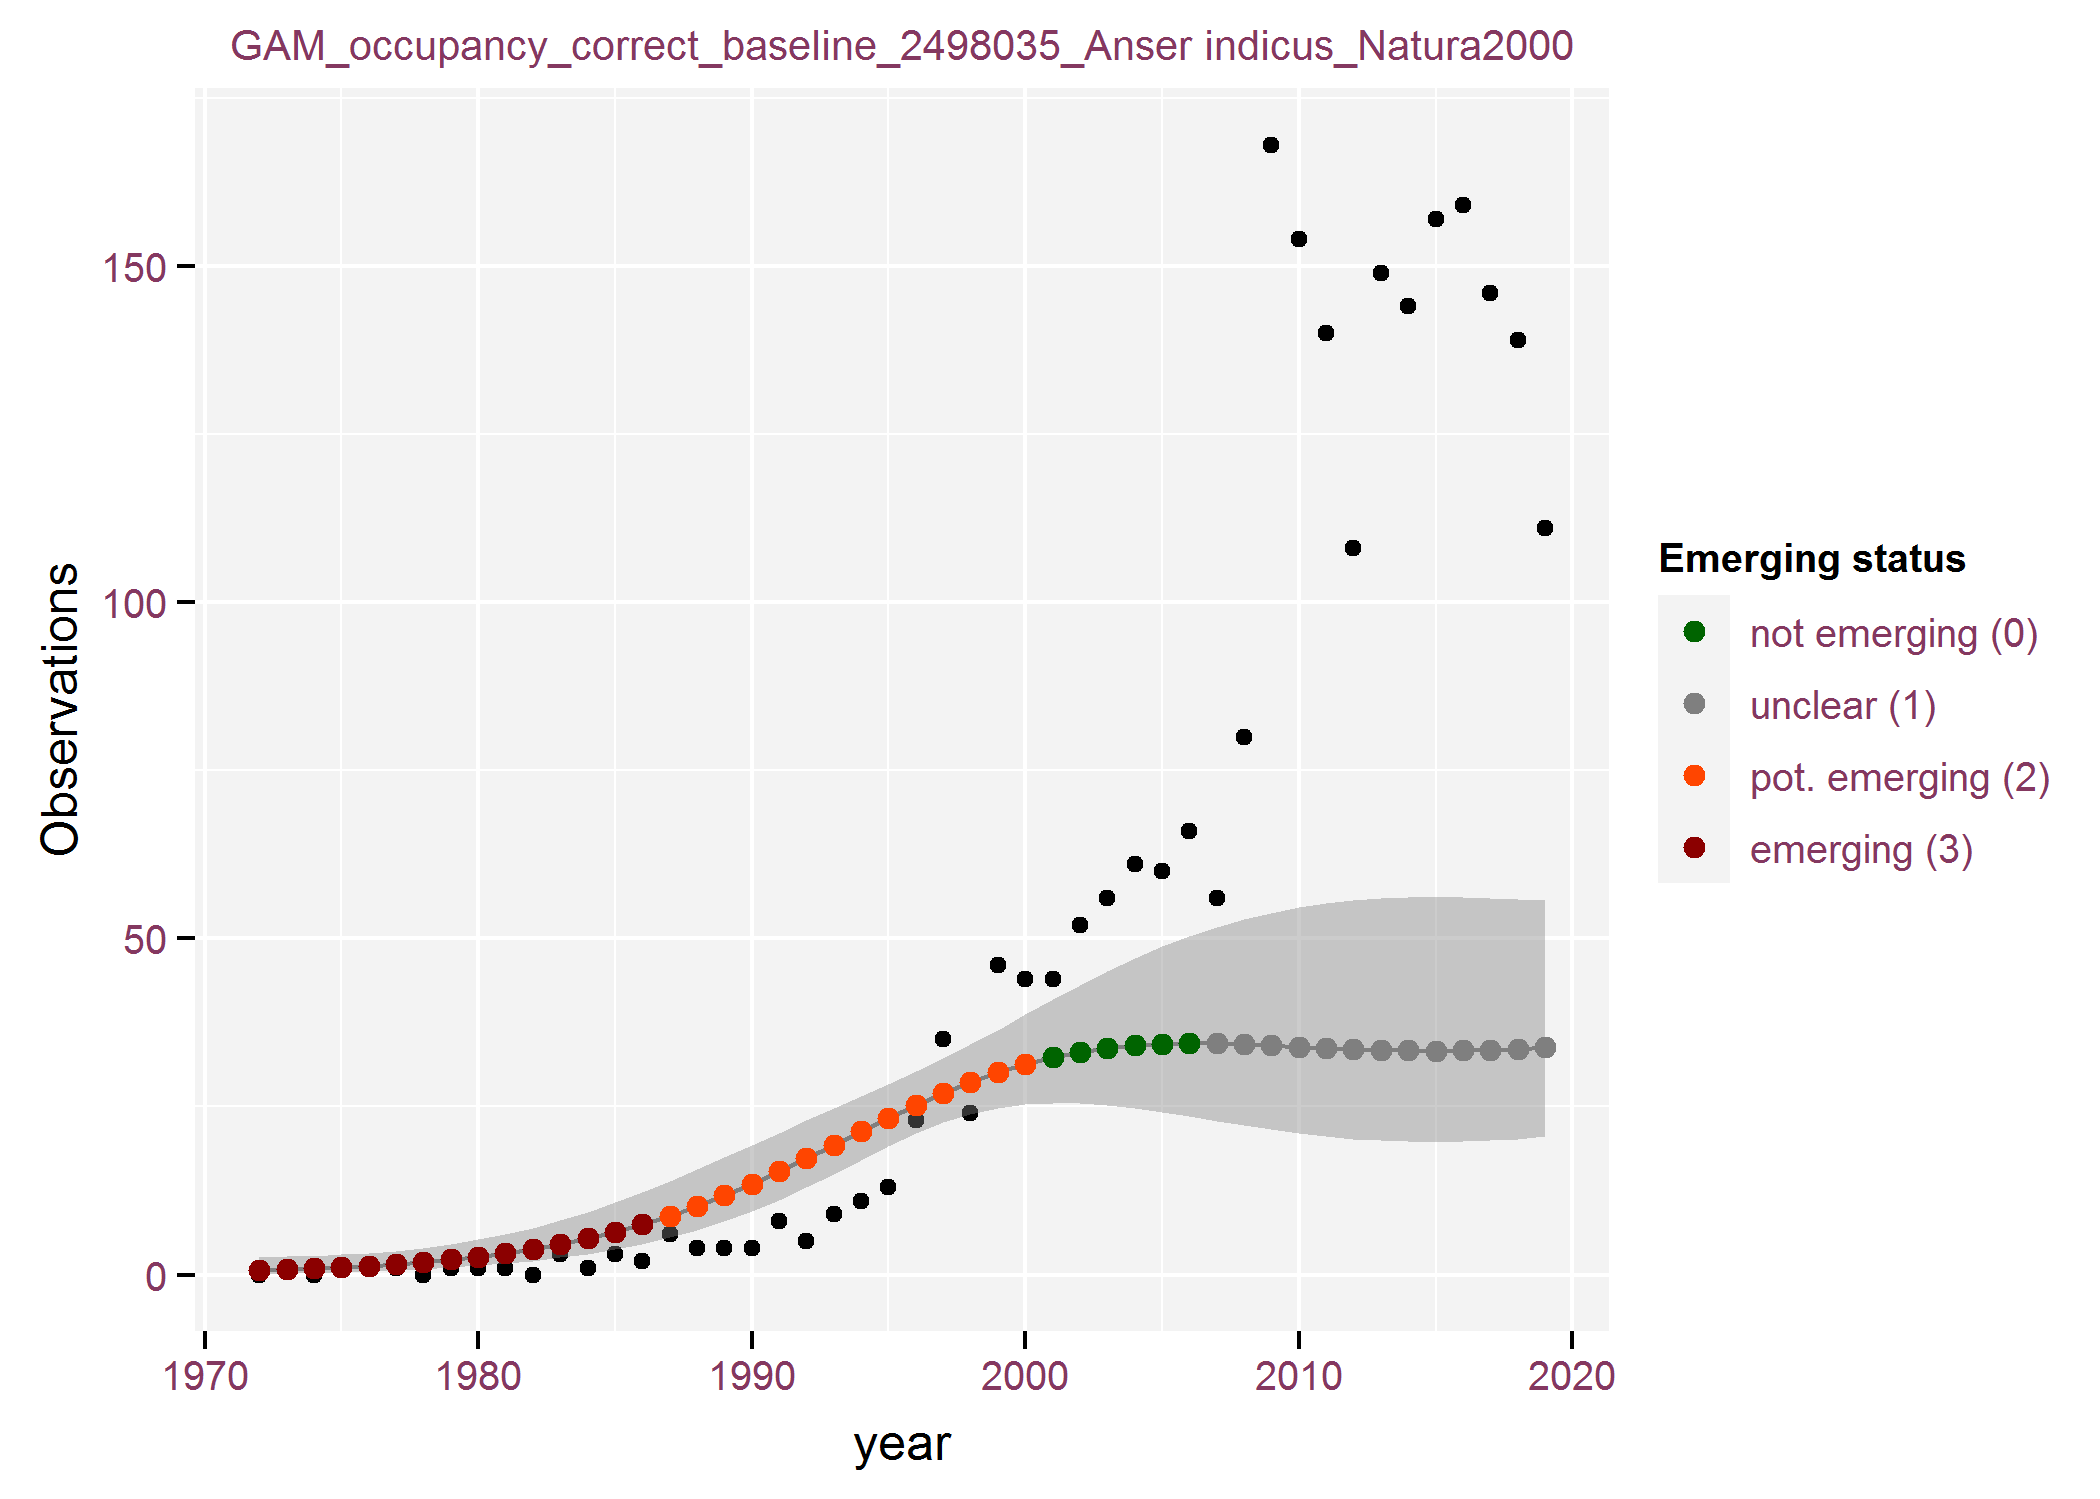 GAM_occupancy_correct_baseline_2498035_Anser indicus_Natura2000
150
100
50
0
Observations
1970 1980 1990 2000 2010 2020
year
Emerging status
not emerging (0)
unclear (1)
pot. emerging (2)
emerging (3)